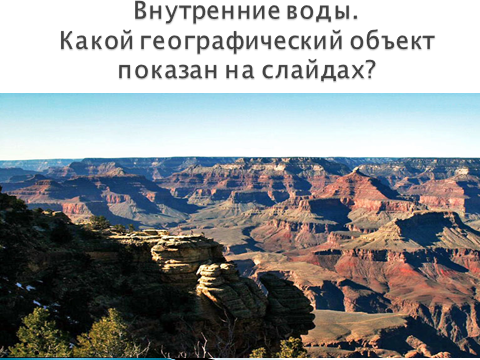 Внутренние воды.
Какой географический объект
показан на слайдах?